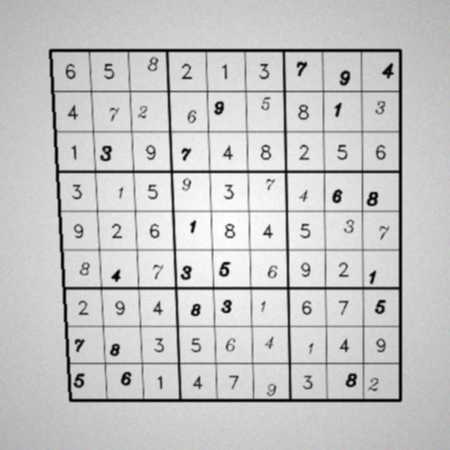 6 5 8 2 1 3 7 9 4
4 7 2 6 9 5 8 1 3
1 3 9 7 4 8 2 5 6
3 1 5 9 3 7 4 6 8
9 2 6 1 8 4 5 3 7
8 4 7 3 5 6 9 2 1
2 9 4 8 3 1 6 7 5
7 8 3 5 6 4 1 4 9
5 6 1 4 7 9 3 8 2